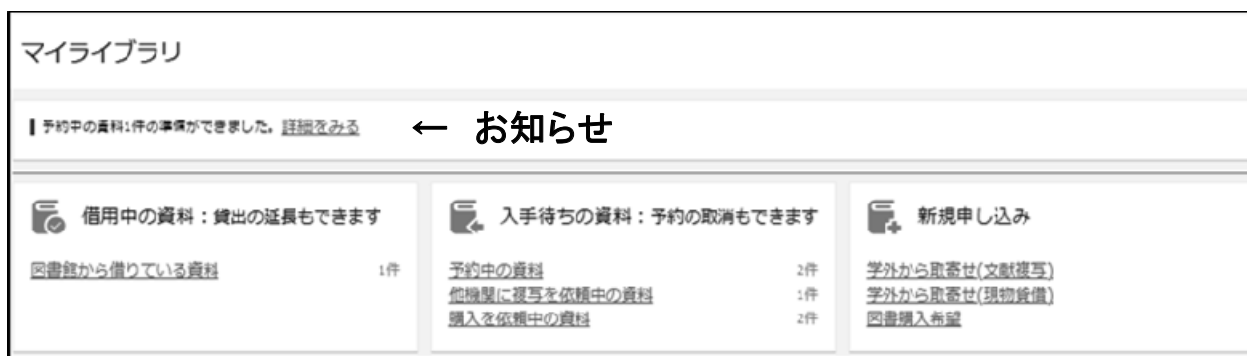 マイライブラリ
予約中の資料1件の準備ができました。詳細をみる ← お知らせ
借用中の資料：貸出の延長もできます
図書館から借りている資料 1件
入手待ちの資料：予約の取消もできます
予約中の資料 2件
他機関に複写を依頼中の資料 1件
購入を依頼中の資料 2件
新規申し込み
学外から取寄せ(文献複写)
学外から取寄せ(現物貸借)
図書購入希望